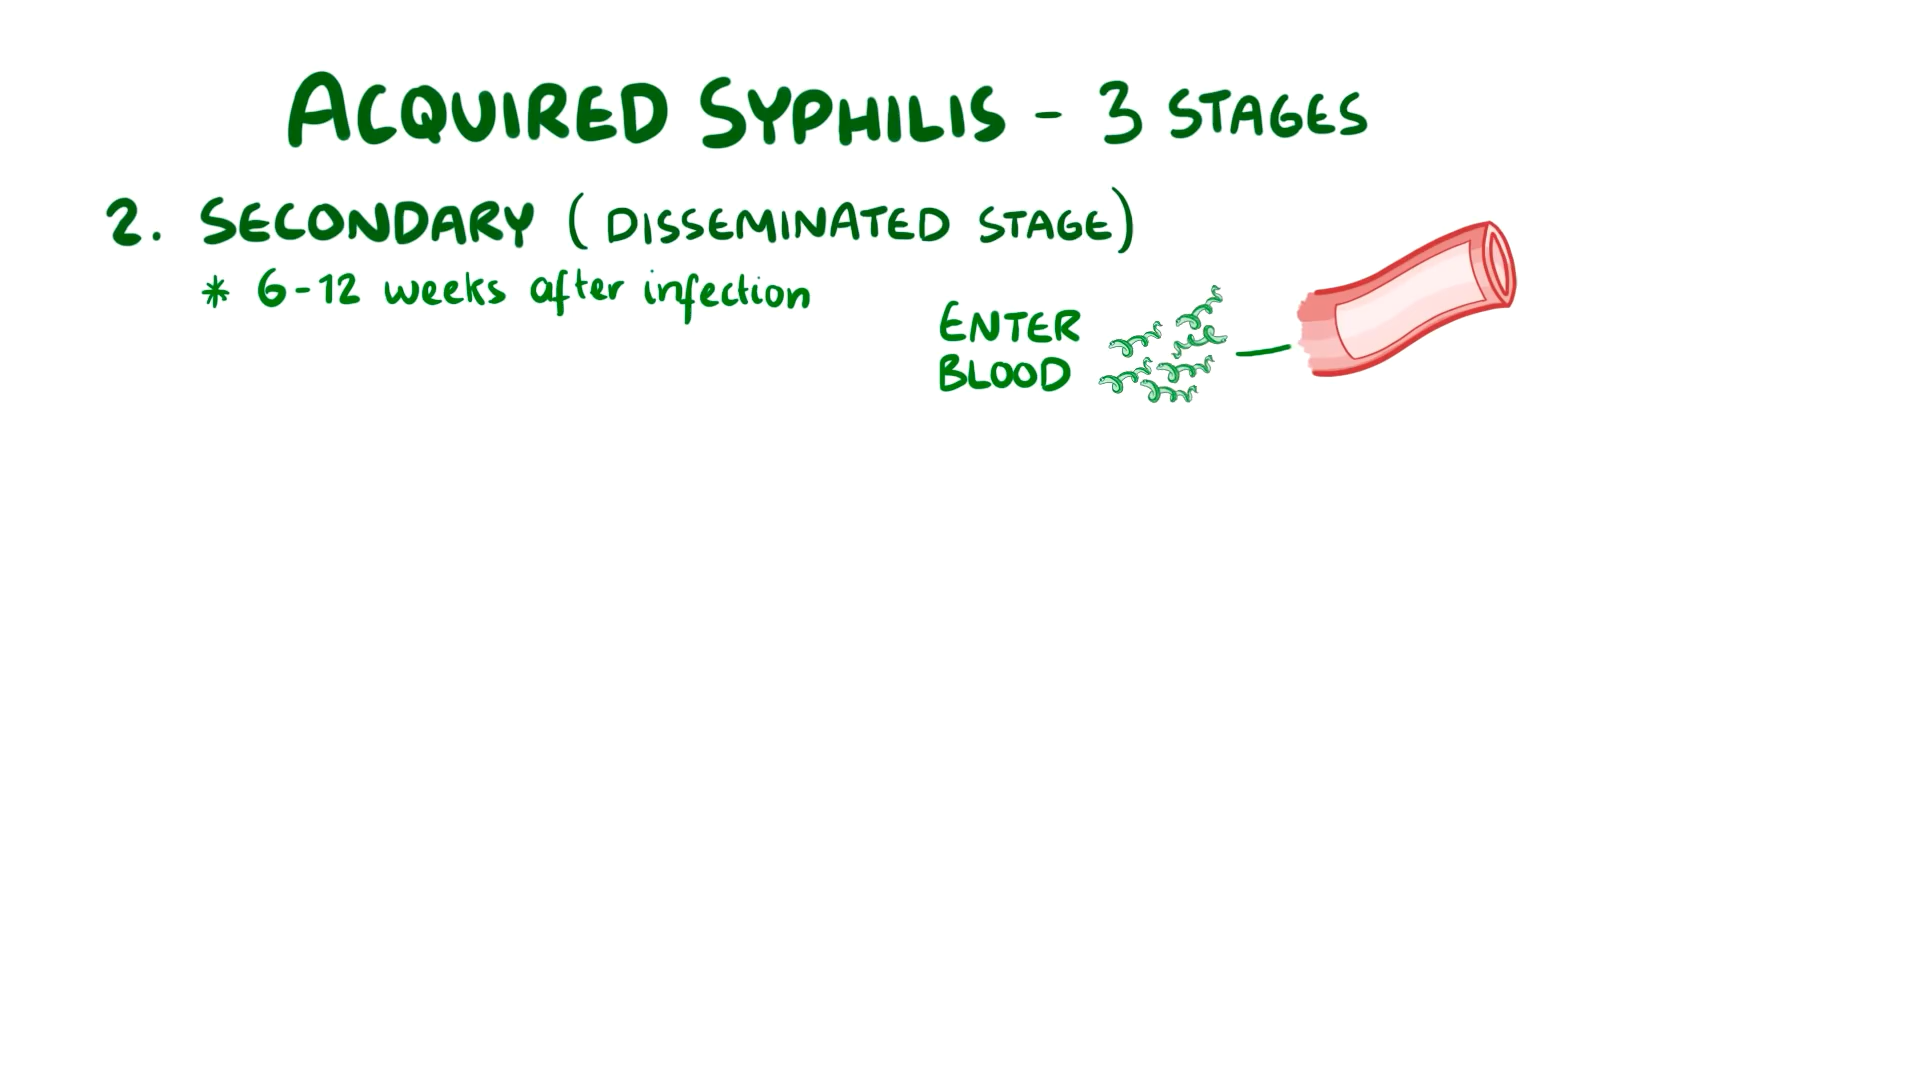 ACQUIRED SYPHILIS - 3 STAGES
2. SECONDARY (DISSEMINATED STAGE)
* 6-12 weeks after infection
ENTER
BLOOD